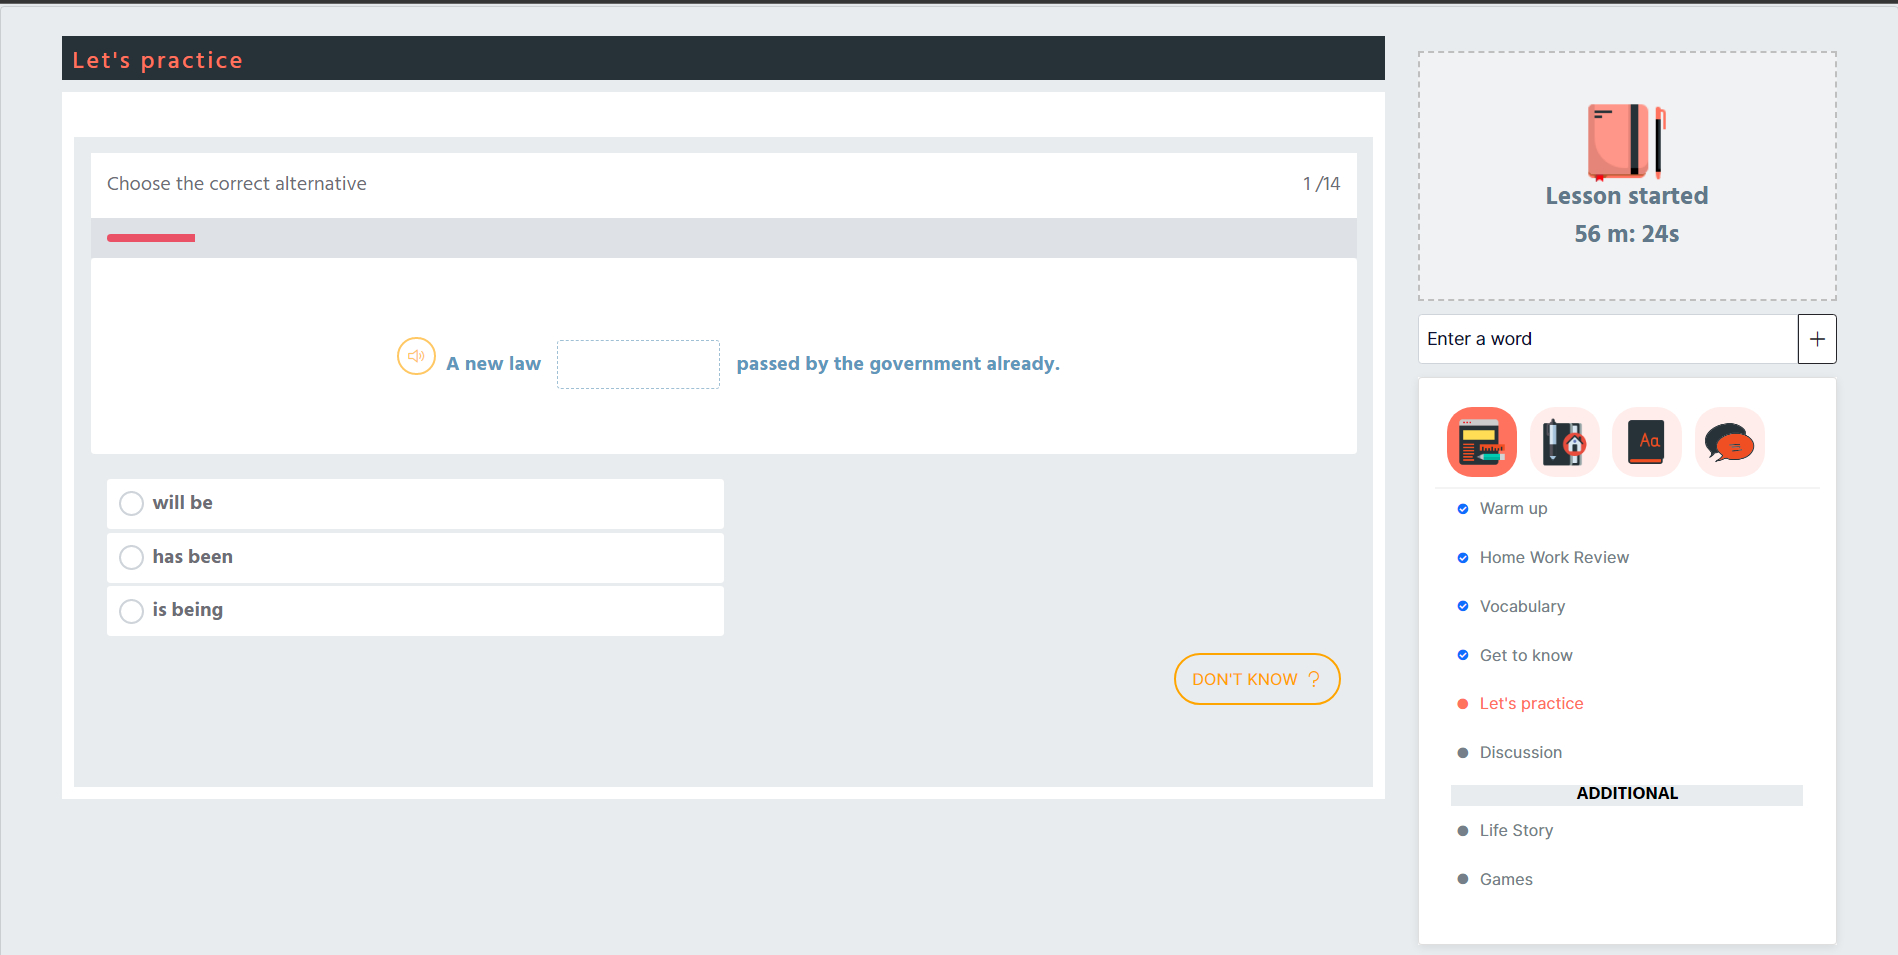 Let's practice
Choose the correct alternative
1 /14
A new law
passed by the government already.
will be
has been
is being
DON'T KNOW ?
Lesson started
56 m: 24s
Enter a word
+
Aa
Warm up
Home Work Review
Vocabulary
Get to know
Let's practice
Discussion
ADDITIONAL
Life Story
Games